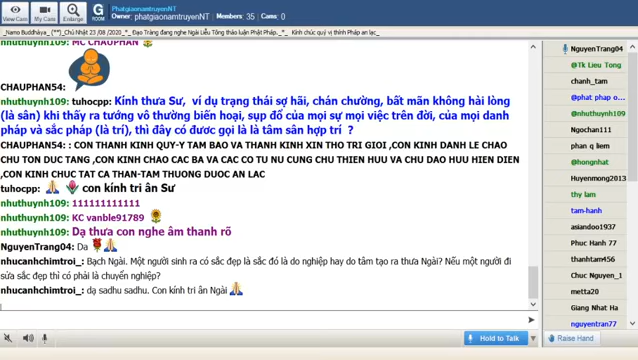 PhatgiaonamtruyenNT
Owner: phatgiaonamtruyenNT Members: 35 Cams: 0
View Cam
My Cam
Enlarge
G
ROOM
_Namo Buddhāya_ (**)_Chủ Nhật 23 /08 /2020_* _Đạo Tràng đang nghe Ngài Liễu Tông thảo luận Phật Pháp._* _ Kính chúc quý vị thính Pháp an lạc_
nhuthuynh109: MC CHAUPHAN
CHAUPHAN54:
nhuthuynh109: tuhocpp: Kính thưa Sư, ví dụ trạng thái sợ hãi, chán chường, bất mãn không hài lòng
(là sân) khi thấy ra tướng vô thường biến hoại, sụp đổ của mọi sự mọi việc trên đời, của mọi danh
pháp và sắc pháp (là trí), thì đây có đươc gọi là là tâm sân hợp trí ?
CHAUPHAN54: : CON THANH KINH QUY-Y TAM BAO VA THANH KINH XIN THO TRI GIOI ,CON KINH DANH LE CHAO
CHU TON DUC TANG ,CON KINH CHAO CAC BA VA CAC CO TU NU CUNG CHU THIEN HUU VA CHU DAO HUU HIEN DIEN
,CON KINH CHUC TAT CA THAN-TAM THUONG DUOC AN LAC
tuhocpp: con kính tri ân Sư
nhuthuynh109: 111111111111
nhuthuynh109: KC vanble91789
nhuthuynh109: Dạ thưa con nghe âm thanh rõ
NguyenTrang04: Da
nhucanhchimtroi_: Bạch Ngài. Một người sinh ra có sắc đẹp là sắc đó là do nghiệp hay do tâm tạo ra thưa Ngài? Nếu một người đi
sửa sắc đẹp thì có phải là chuyển nghiệp?
nhucanhchimtroi_: dạ sadhu sadhu. Con kính tri ân Ngài
NguyenTrang04
@Tk Lieu Tong
chanh_tam
@phat phap o...
@nhuthuynh109
Ngochan111
phan q liem
@hongnhat
Huyenmong2013
thy lam
tam-hanh
asiandoo1937
Phuc Hanh 77
thanhtam456
Chuc Nguyen_1
metta20
Giang Nhat Ha
nguyentran77
Hold to Talk
Raise Hand